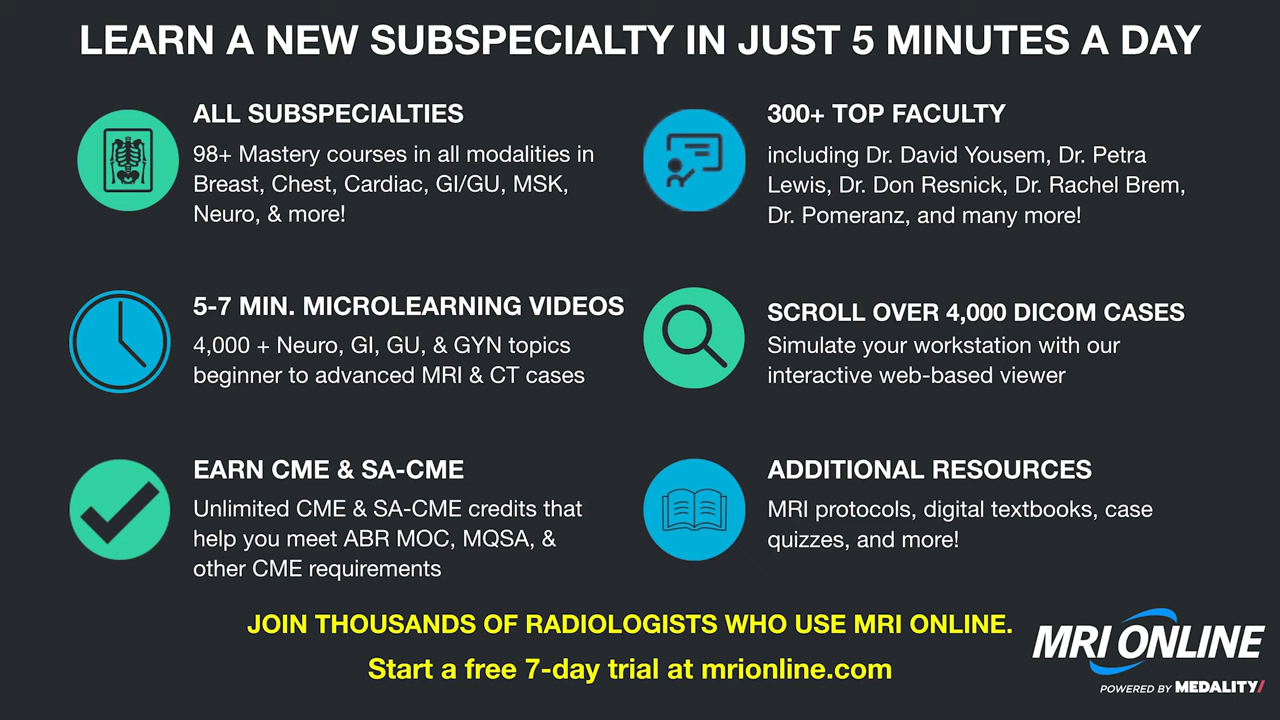 LEARN A NEW SUBSPECIALTY IN JUST 5 MINUTES A DAY
ALL SUBSPECIALTIES
98+ Mastery courses in all modalities in
Breast, Chest, Cardiac, GI/GU, MSK,
Neuro, & more!
300+ TOP FACULTY
including Dr. David Yousem, Dr. Petra
Lewis, Dr. Don Resnick, Dr. Rachel Brem,
Dr. Pomeranz, and many more!
5-7 MIN. MICROLEARNING VIDEOS
4,000 + Neuro, GI, GU, & GYN topics
beginner to advanced MRI & CT cases
SCROLL OVER 4,000 DICOM CASES
Simulate your workstation with our
interactive web-based viewer
EARN CME & SA-CME
Unlimited CME & SA-CME credits that
help you meet ABR MOC, MQSA, &
other CME requirements
ADDITIONAL RESOURCES
MRI protocols, digital textbooks, case
quizzes, and more!
JOIN THOUSANDS OF RADIOLOGISTS WHO USE MRI ONLINE.
Start a free 7-day trial at mrionline.com
MRI ONLINE
POWERED BY MEDALITY/